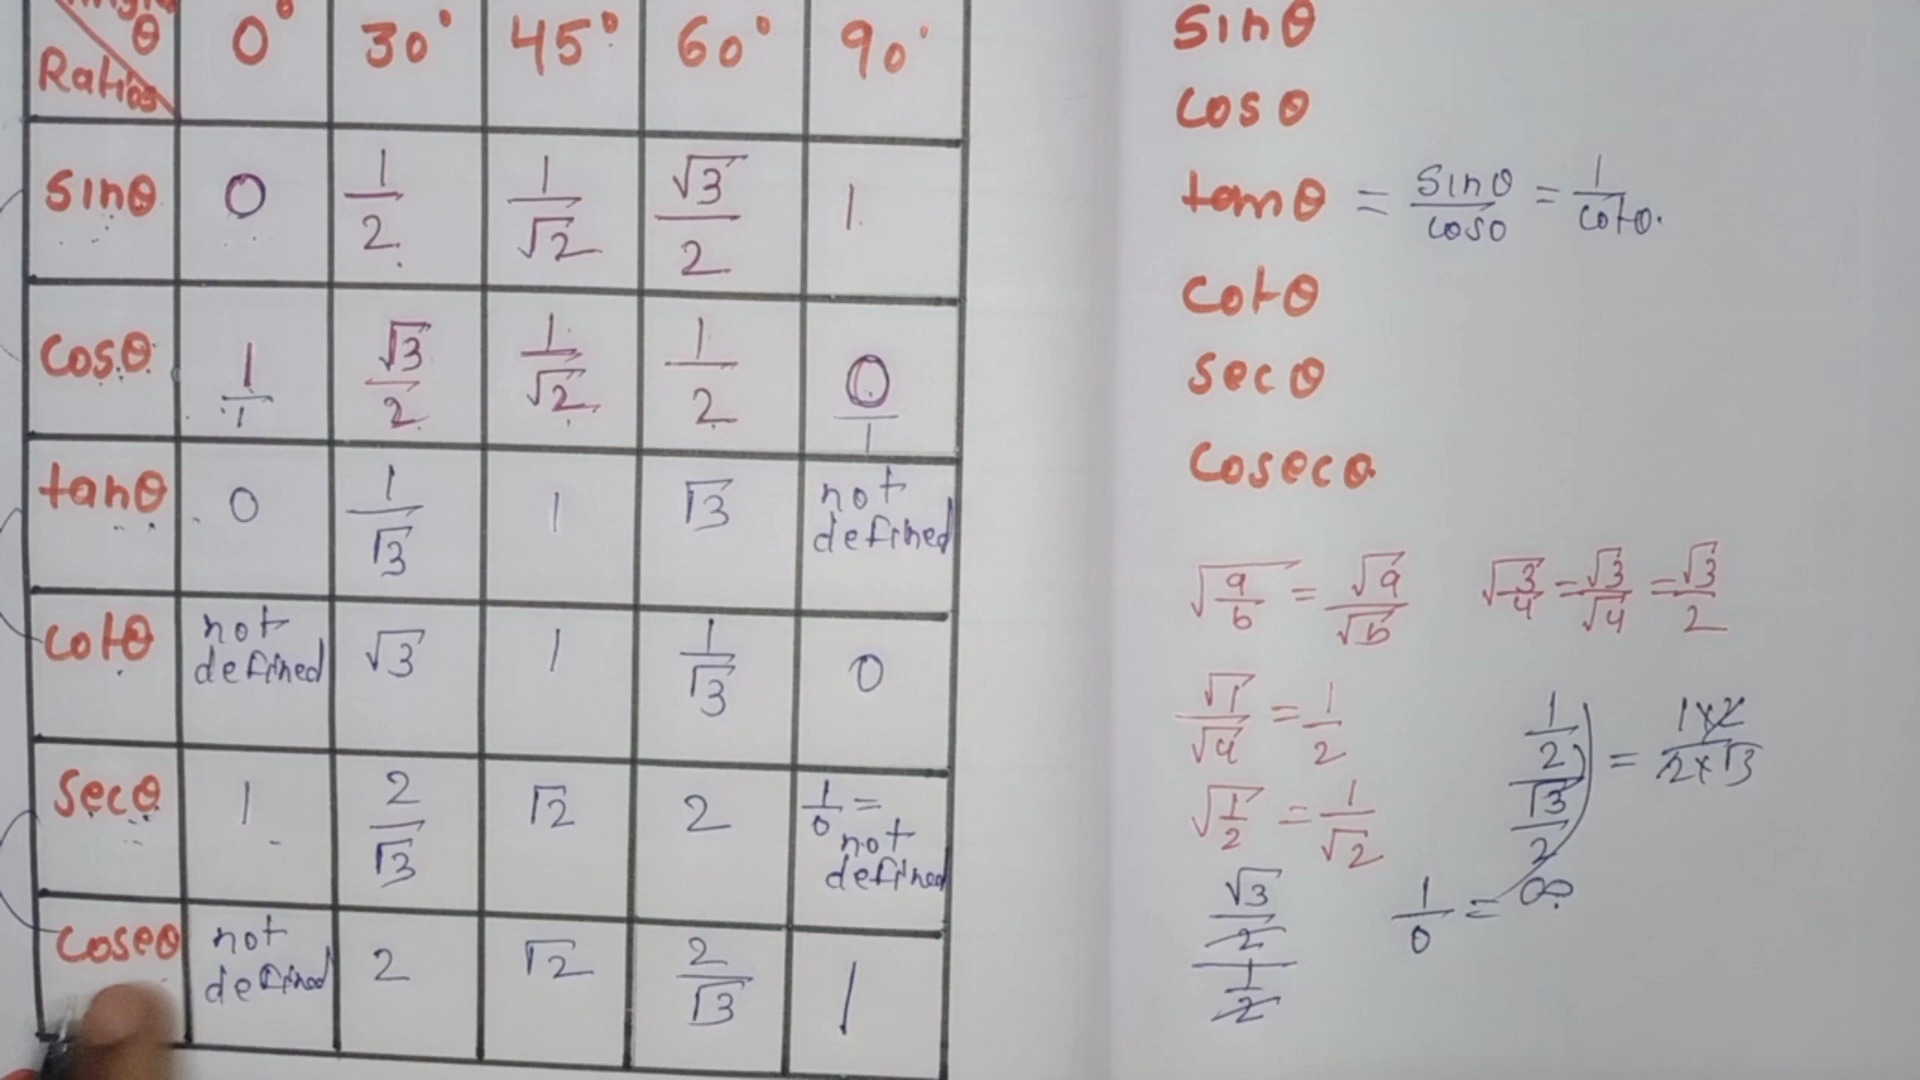 θ 0° 30° 45° 60° 90°
Ratios
sinθ 0 1/2 1/√2 √3/2 1
cosθ 1/1 √3/2 1/√2 1/2 0/1
tanθ 0 1/√3 1 √3 not defined
cotθ not defined √3 1 1/√3 0
secθ 1 2/√3 √2 2 1/0 = not defined
coseθ not defined 2 √2 2/√3 1
sinθ
cosθ
tanθ = sinθ/cosθ = 1/cotθ.
cotθ
secθ
cosecθ
√(a/b) = √a/√b √(3/4) = √3/√4 = √3/2
√1/√4 = 1/2
(1/2)/(√3/2) = (1×2)/(2×√3)
√(1/2) = 1/√2
(√3/2)/(1/2)
1/0 = ∞